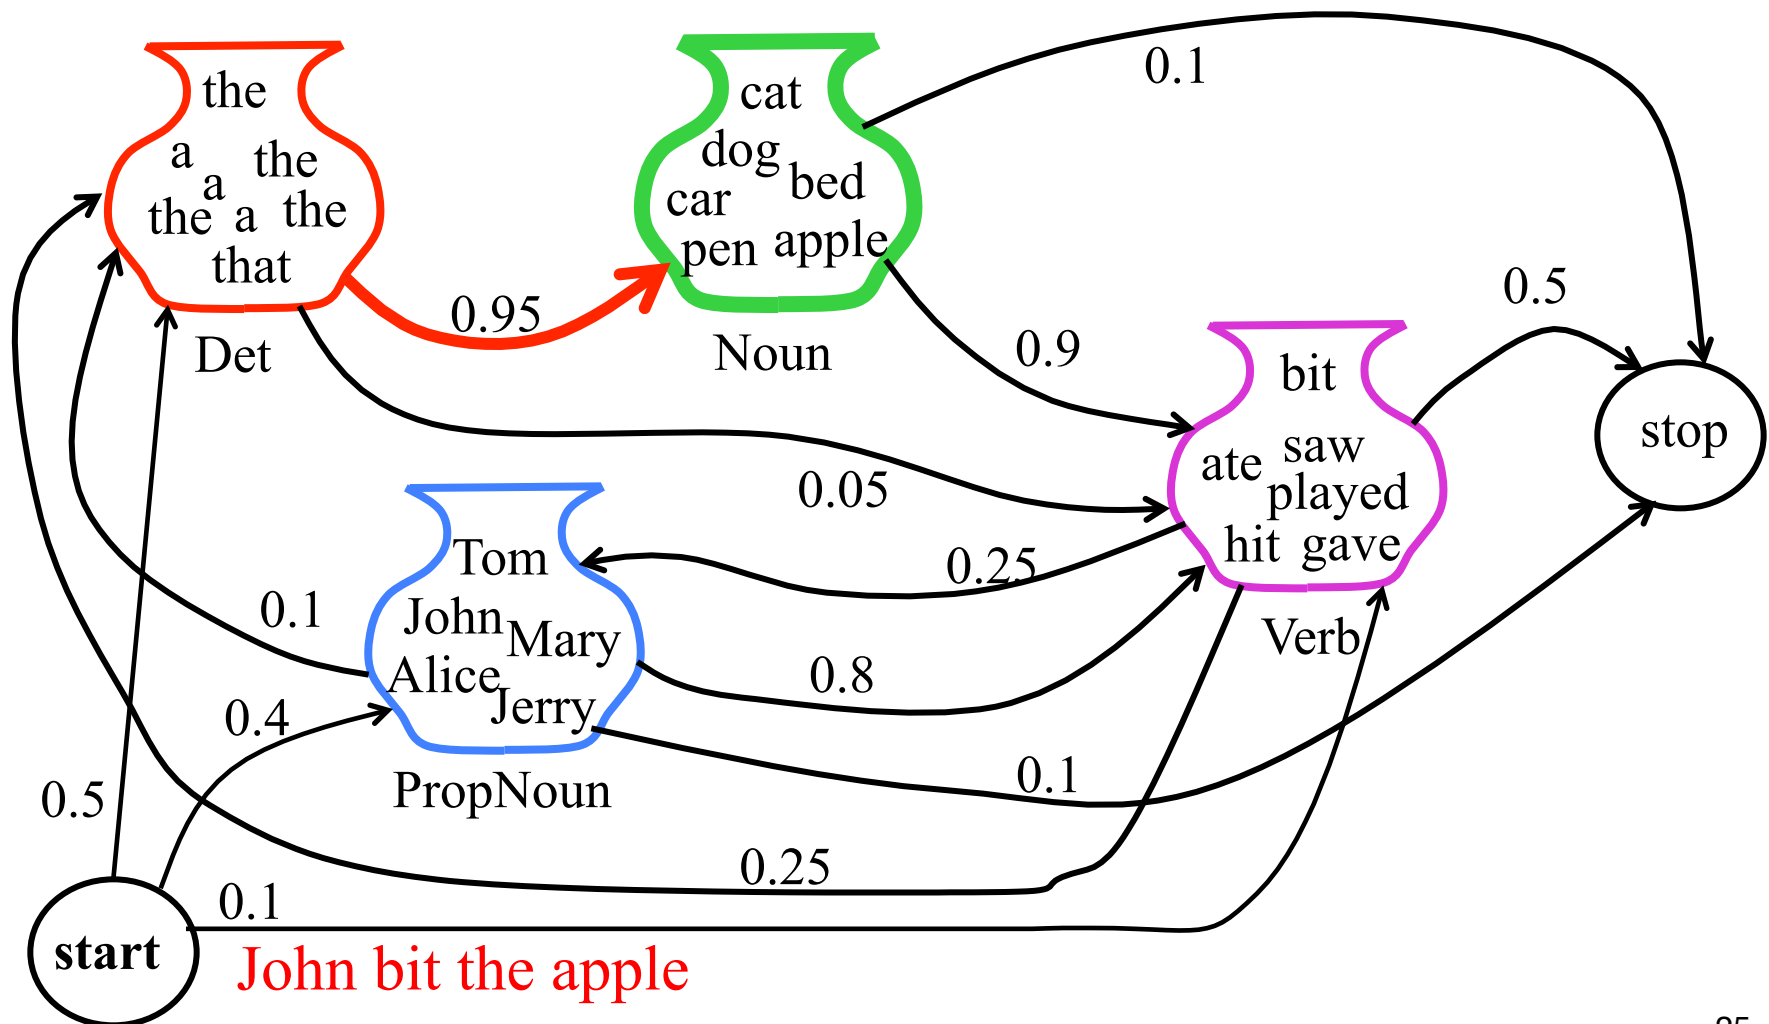 the
a the
a
the a the
that
Det
0.95
cat
dog
bed
car
pen apple
Noun
0.1
0.9
0.5
bit
saw
ate
played
hit gave
Verb
stop
0.05
0.25
Tom
John
Mary
Alice
Jerry
PropNoun
0.1
0.4
0.8
0.1
0.5
0.25
0.1
start
John bit the apple